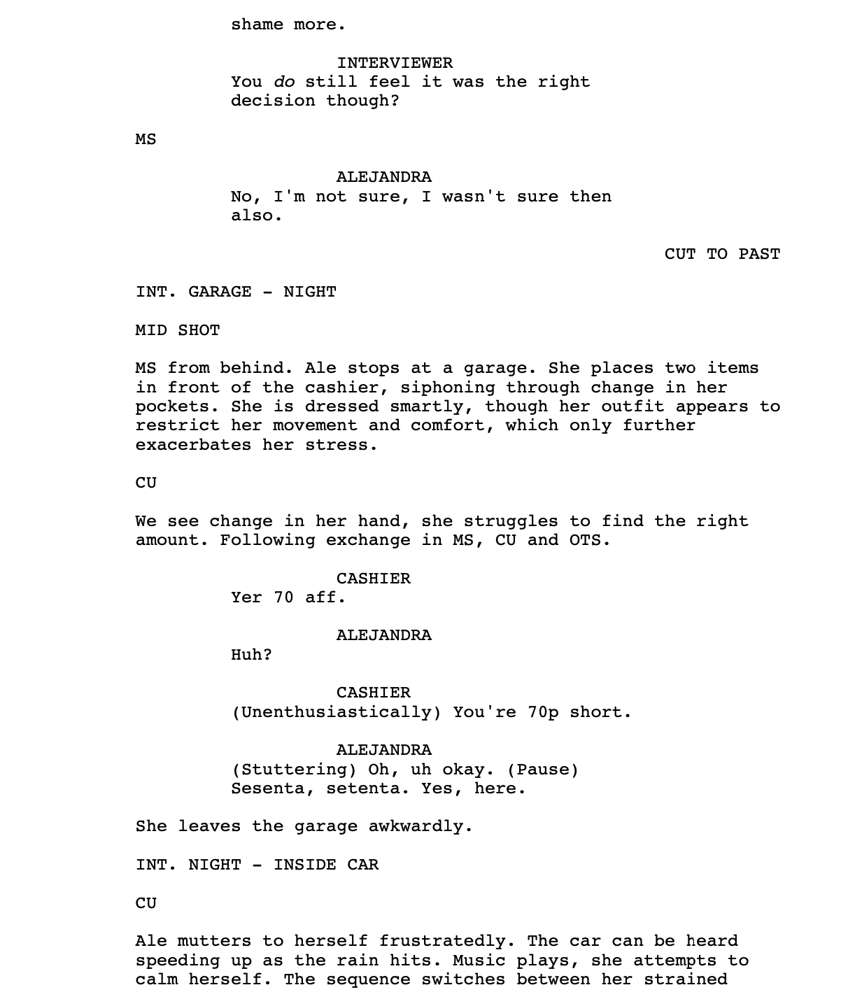 shame more.
INTERVIEWER
You do still feel it was the right
decision though?
MS
ALEJANDRA
No, I'm not sure, I wasn't sure then
also.
CUT TO PAST
INT. GARAGE - NIGHT
MID SHOT
MS from behind. Ale stops at a garage. She places two items
in front of the cashier, siphoning through change in her
pockets. She is dressed smartly, though her outfit appears to
restrict her movement and comfort, which only further
exacerbates her stress.
CU
We see change in her hand, she struggles to find the right
amount. Following exchange in MS, CU and OTS.
CASHIER
Yer 70 aff.
ALEJANDRA
Huh?
CASHIER
(Unenthusiastically) You're 70p short.
ALEJANDRA
(Stuttering) Oh, uh okay. (Pause)
Sesenta, setenta. Yes, here.
She leaves the garage awkwardly.
INT. NIGHT - INSIDE CAR
CU
Ale mutters to herself frustratedly. The car can be heard
speeding up as the rain hits. Music plays, she attempts to
calm herself. The sequence switches between her strained